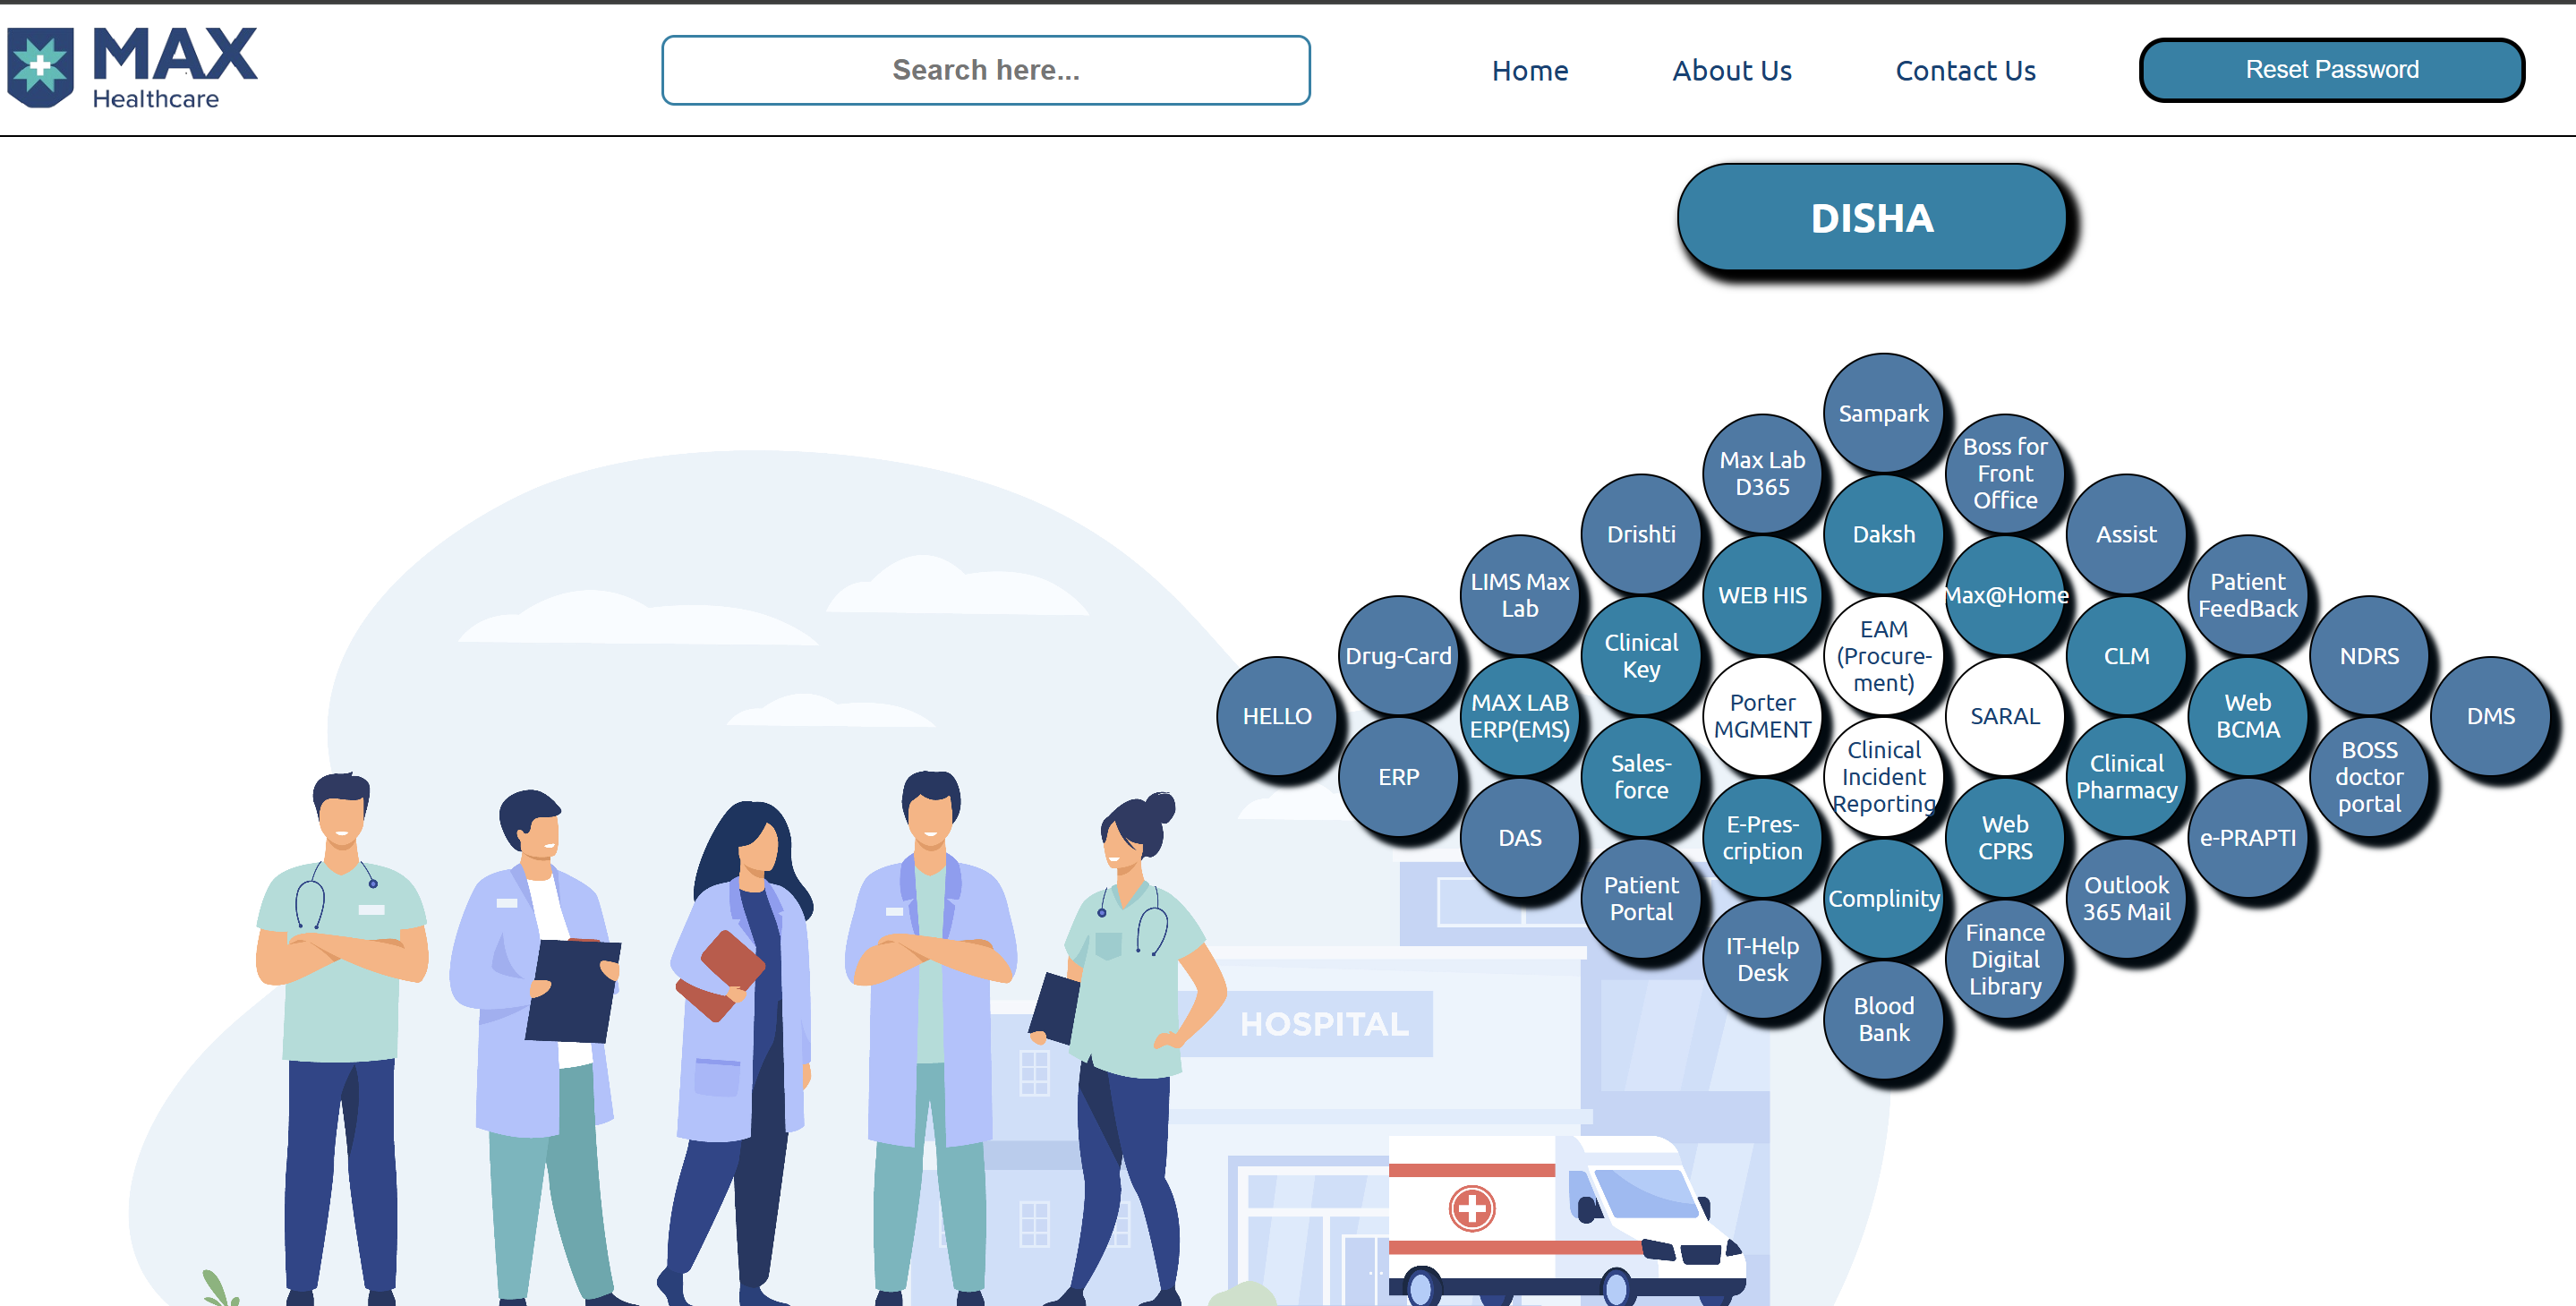 MAX
Healthcare
Search here...
Home
About Us
Contact Us
Reset Password
DISHA
Sampark
Max Lab
D365
Boss for
Front
Office
Drishti
Daksh
Assist
LIMS Max
Lab
WEB HIS
Max@Home
Patient
FeedBack
Drug-Card
Clinical
Key
EAM
(Procure-
ment)
CLM
NDRS
HELLO
MAX LAB
ERP(EMS)
Porter
MGMENT
SARAL
Web
BCMA
DMS
ERP
Sales-
force
Clinical
Incident
Reporting
Clinical
Pharmacy
BOSS
doctor
portal
DAS
E-Pres-
cription
Web
CPRS
e-PRAPTI
Patient
Portal
Complinity
Outlook
365 Mail
IT-Help
Desk
Finance
Digital
Library
Blood
Bank
HOSPITAL